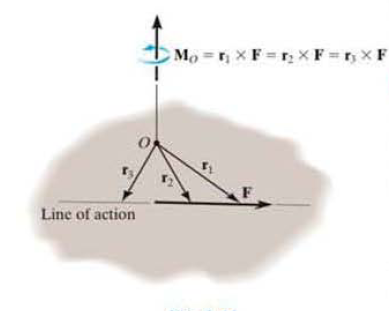 M_O = r₁ × F = r₂ × F = r₃ × F
O
r₃
r₂
r₁
F
Line of action